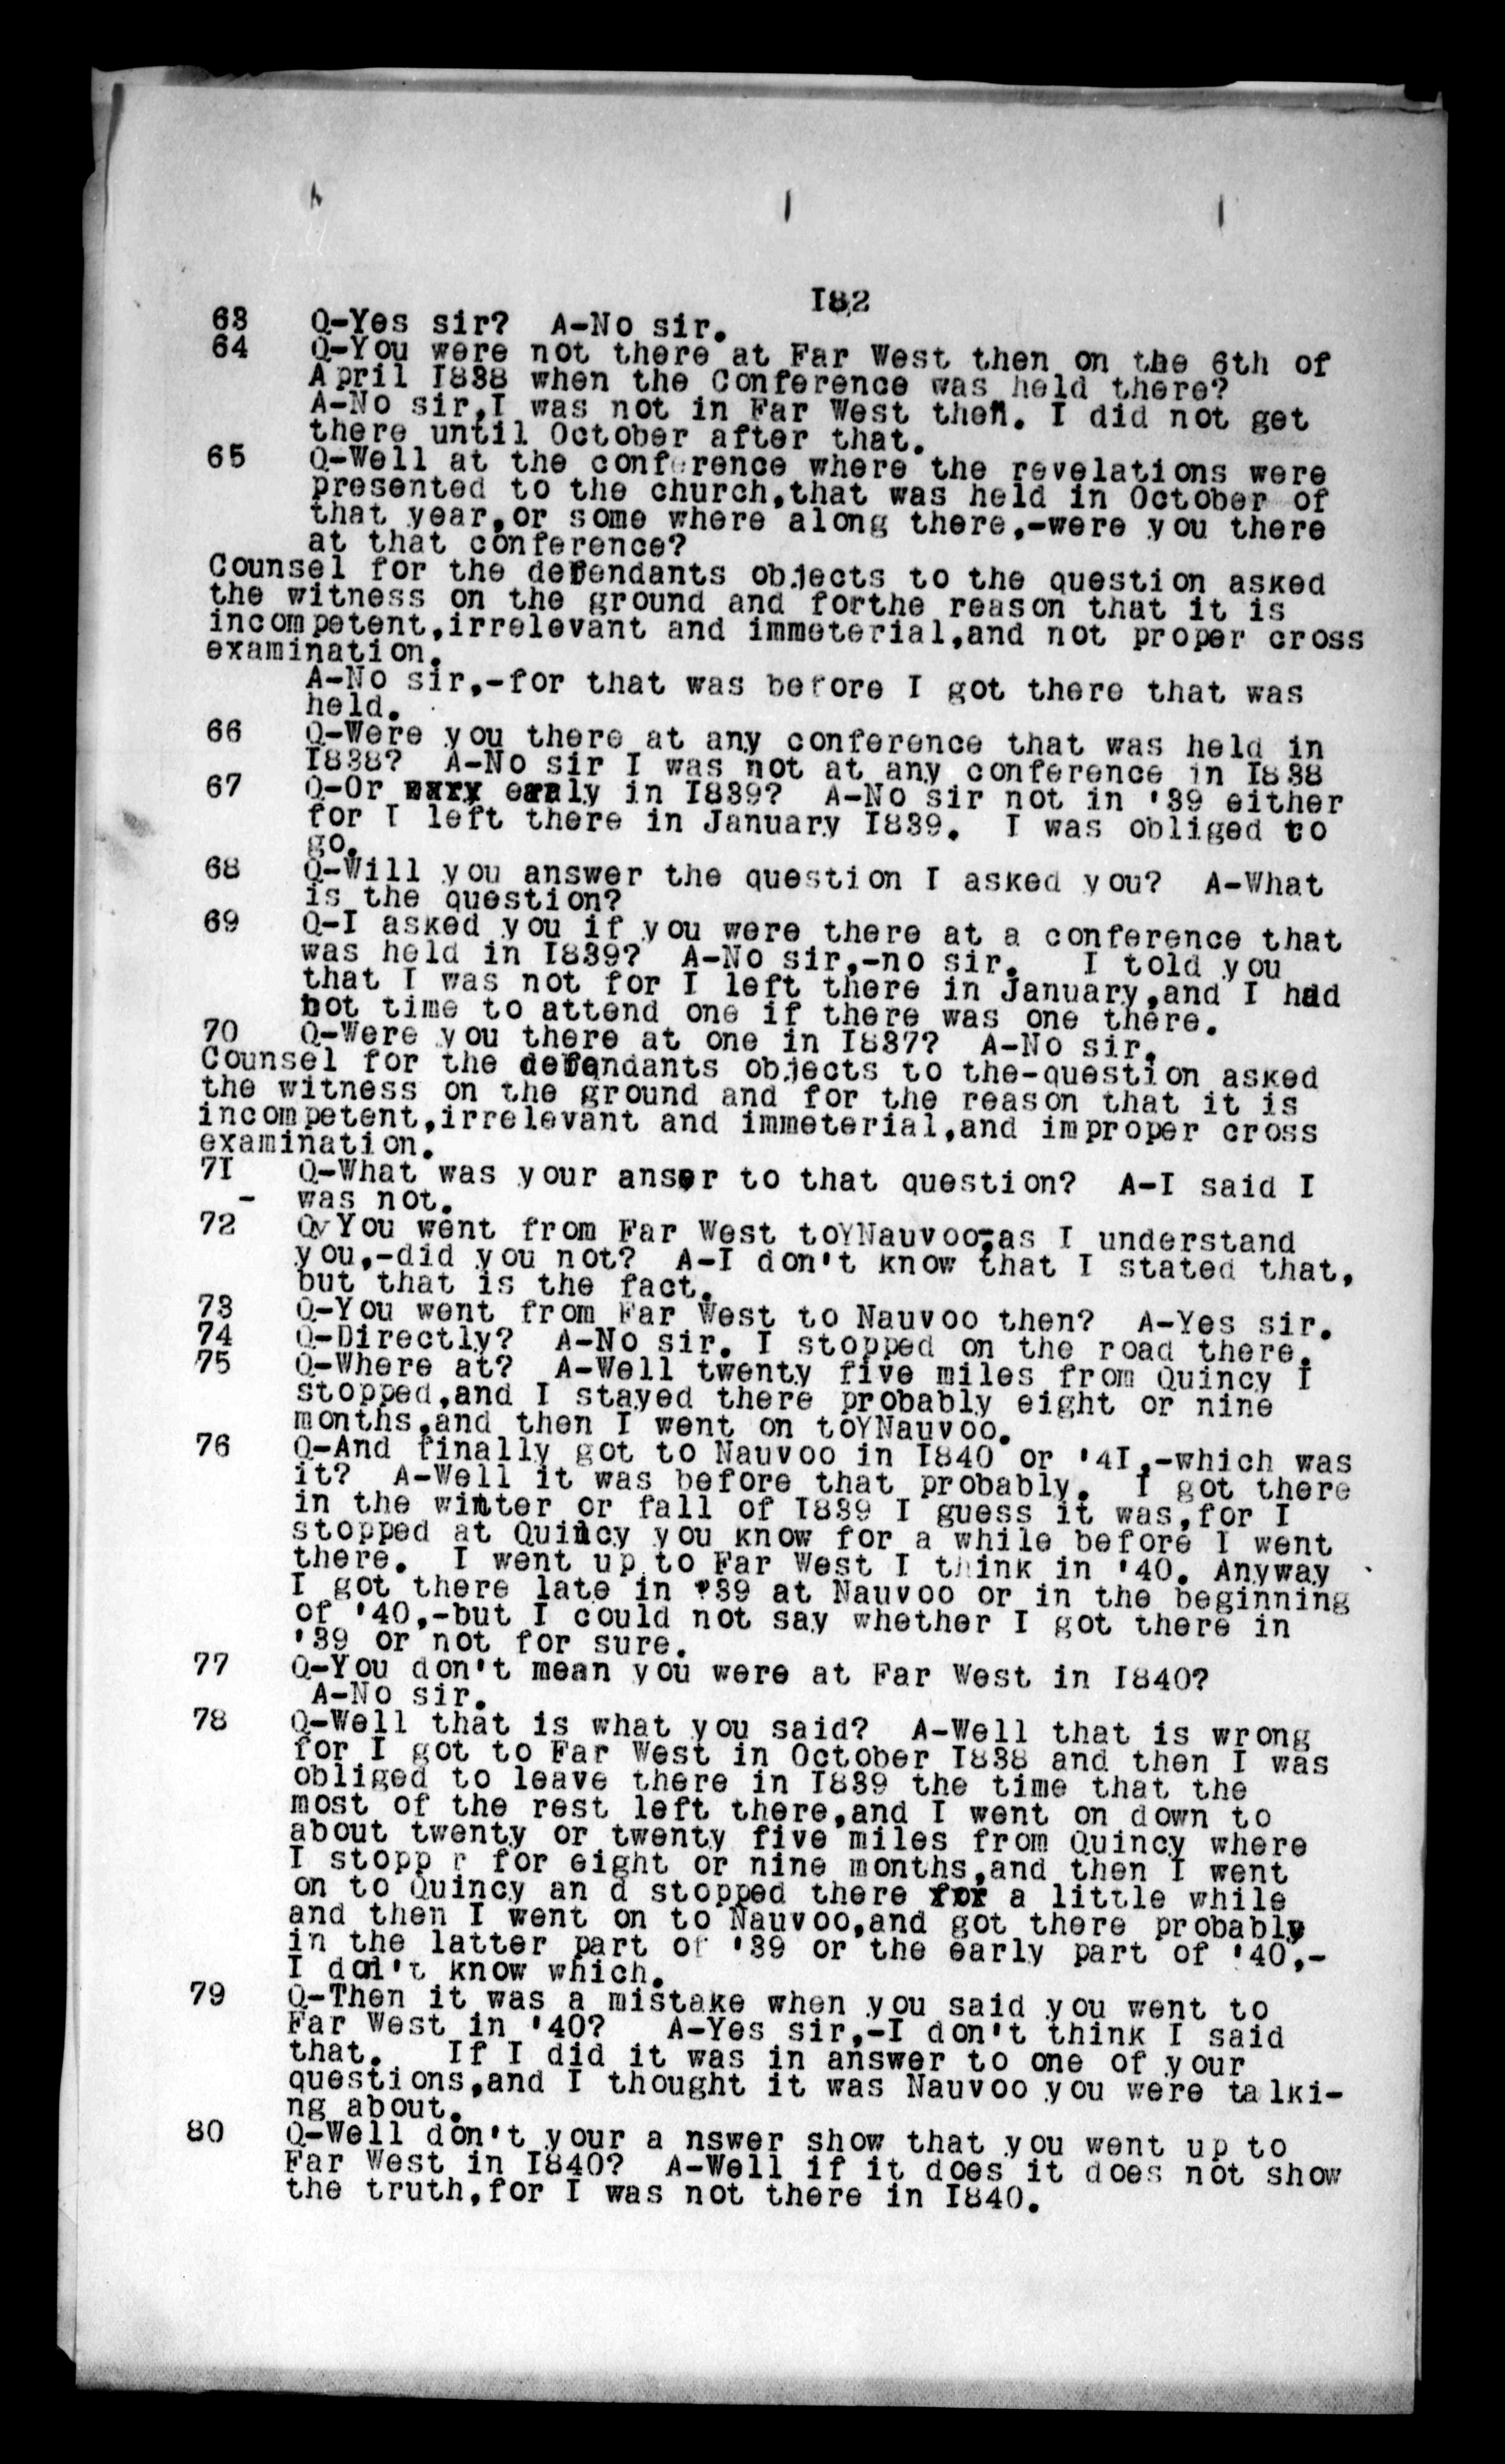 I82
63 Q-Yes sir? A-No sir.
64 Q-You were not there at Far West then on the 6th of
April I838 when the Conference was held there?
A-No sir,I was not in Far West then. I did not get
there until October after that.
65 Q-Well at the conference where the revelations were
presented to the church,that was held in October of
that year,or some where along there,-were you there
at that conference?
Counsel for the defendants objects to the question asked
the witness on the ground and forthe reason that it is
incompetent,irrelevant and immeterial,and not proper cross
examination.
A-No sir,-for that was before I got there that was
held.
66 Q-Were you there at any conference that was held in
I838? A-No sir I was not at any conference in I838
67 Q-Or early in I839? A-No sir not in '39 either
for I left there in January I839. I was obliged to
go.
68 Q-Will you answer the question I asked you? A-What
is the question?
69 Q-I asked you if you were there at a conference that
was held in I839? A-No sir,-no sir. I told you
that I was not for I left there in January,and I had
not time to attend one if there was one there.
70 Q-Were you there at one in I837? A-No sir.
Counsel for the defendants objects to the-question asked
the witness on the ground and for the reason that it is
incompetent,irrelevant and immeterial,and improper cross
examination.
7I Q-What was your anser to that question? A-I said I
- was not.
72 Q-You went from Far West toYNauvoo,as I understand
you,-did you not? A-I don't know that I stated that,
but that is the fact.
73 Q-You went from Far West to Nauvoo then? A-Yes sir.
74 Q-Directly? A-No sir. I stopped on the road there.
75 Q-Where at? A-Well twenty five miles from Quincy I
stopped,and I stayed there probably eight or nine
months,and then I went on toYNauvoo.
76 Q-And finally got to Nauvoo in I840 or '4I,-which was
it? A-Well it was before that probably. I got there
in the winter or fall of I839 I guess it was,for I
stopped at Quincy you know for a while before I went
there. I went up to Far West I think in '40. Anyway
I got there late in '39 at Nauvoo or in the beginning
of '40,-but I could not say whether I got there in
'39 or not for sure.
77 Q-You don't mean you were at Far West in I840?
A-No sir.
78 Q-Well that is what you said? A-Well that is wrong
for I got to Far West in October I838 and then I was
obliged to leave there in I839 the time that the
most of the rest left there,and I went on down to
about twenty or twenty five miles from Quincy where
I stopp r for eight or nine months,and then I went
on to Quincy an d stopped there for a little while
and then I went on to Nauvoo,and got there probably
in the latter part of '39 or the early part of '40,-
I don't know which.
79 Q-Then it was a mistake when you said you went to
Far West in '40? A-Yes sir,-I don't think I said
that. If I did it was in answer to one of your
questions,and I thought it was Nauvoo you were talki-
ng about.
80 Q-Well don't your a nswer show that you went up to
Far West in I840? A-Well if it does it does not show
the truth,for I was not there in I840.